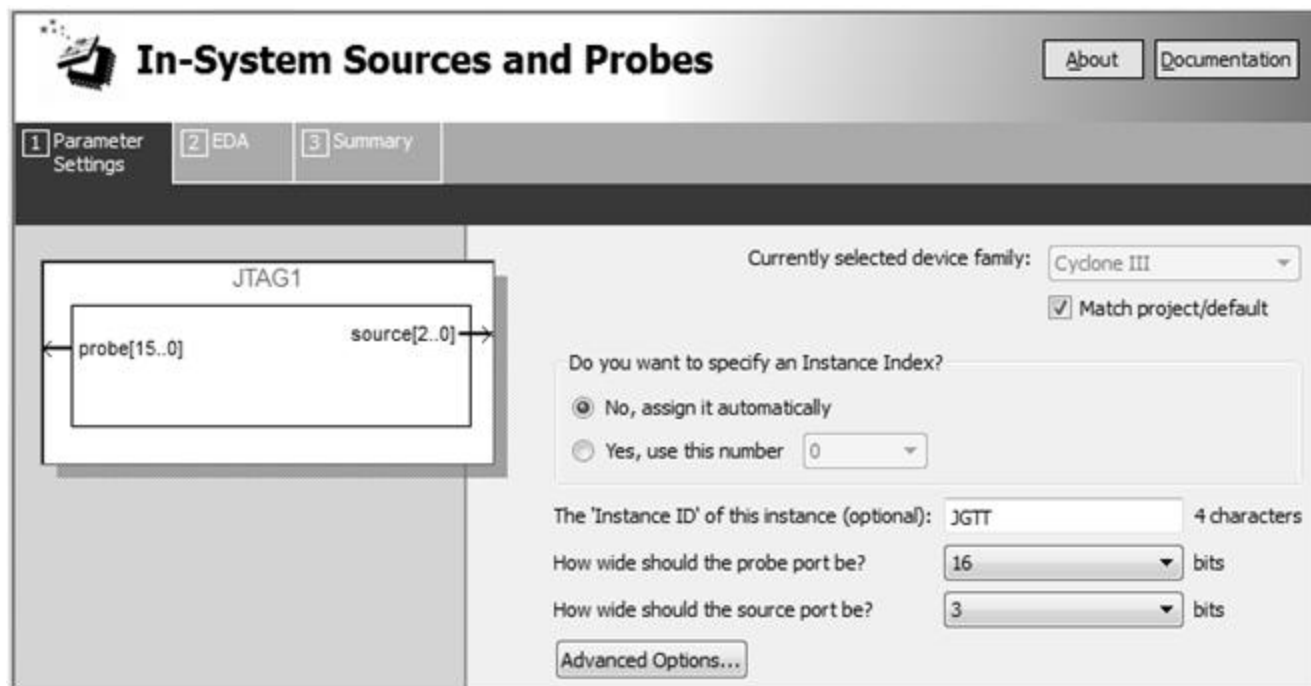 In-System Sources and Probes
About
Documentation
1 Parameter
Settings
2 EDA
3 Summary
JTAG1
probe[15..0]
source[2..0]
Currently selected device family:
Cyclone III
Match project/default
Do you want to specify an Instance Index?
No, assign it automatically
Yes, use this number
0
The 'Instance ID' of this instance (optional):
JGTT
4 characters
How wide should the probe port be?
16
bits
How wide should the source port be?
3
bits
Advanced Options...